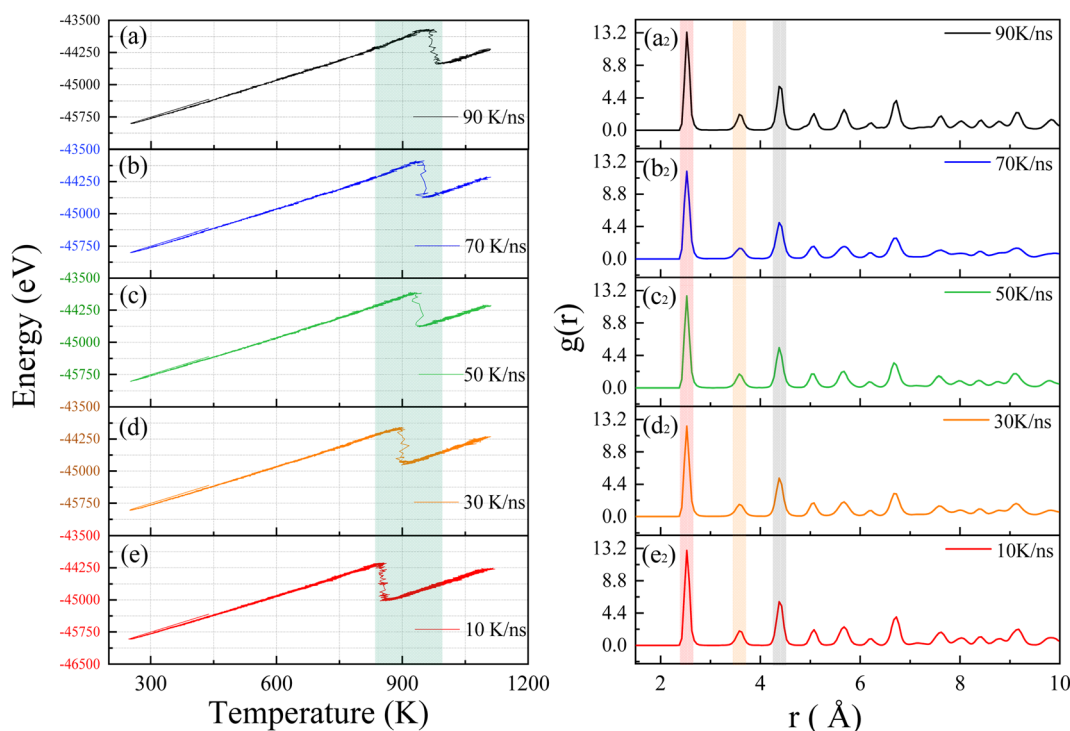 Energy (eV)
-43500
(a)
-44250
-45000
-45750
90 K/ns
-43500
(b)
-44250
-45000
-45750
70 K/ns
-43500
(c)
-44250
-45000
-45750
50 K/ns
-43500
(d)
-44250
-45000
-45750
30 K/ns
-43500
(e)
-44250
-45000
-45750
10 K/ns
-46500
300 600 900 1200
Temperature (K)
g(r)
13.2
(a₂)
90K/ns
8.8
4.4
0.0
13.2
(b₂)
70K/ns
8.8
4.4
0.0
13.2
(c₂)
50K/ns
8.8
4.4
0.0
13.2
(d₂)
30K/ns
8.8
4.4
0.0
13.2
(e₂)
10K/ns
8.8
4.4
0.0
2 4 6 8 10
r ( Å)